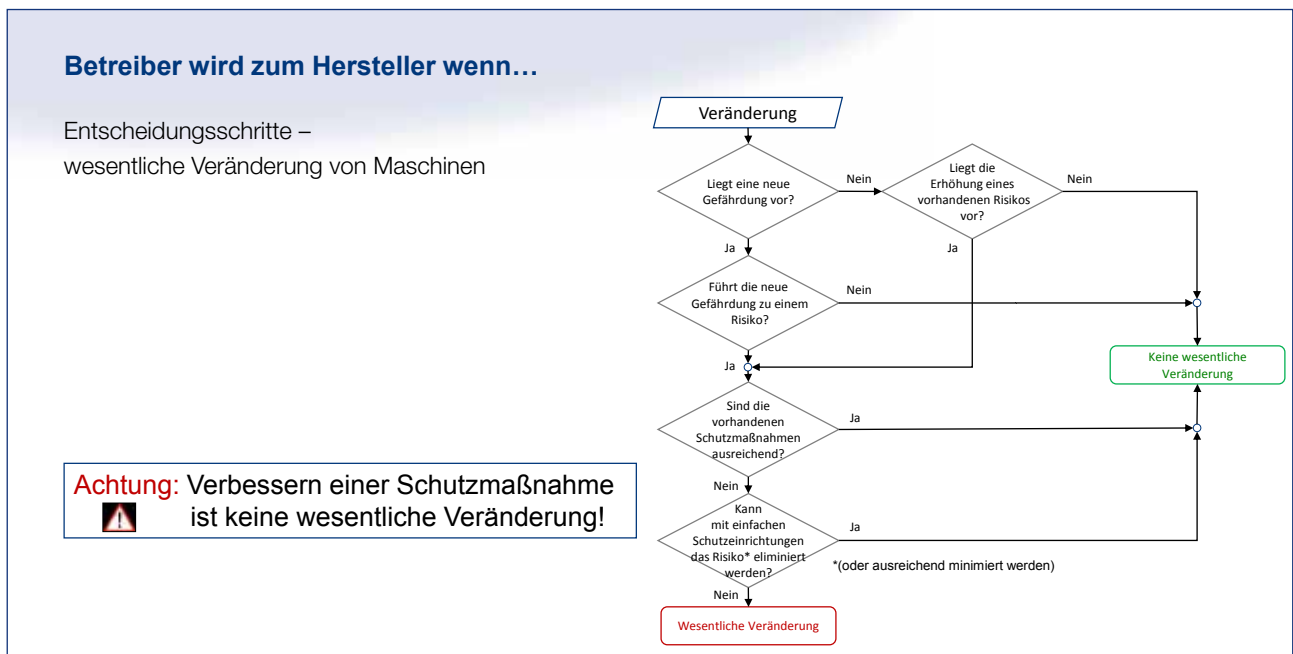 Betreiber wird zum Hersteller wenn…
Entscheidungsschritte –
wesentliche Veränderung von Maschinen
Veränderung
Liegt eine neue
Gefährdung vor?
Nein
Liegt die
Erhöhung eines
vorhandenen Risikos
vor?
Nein
Ja
Ja
Führt die neue
Gefährdung zu einem
Risiko?
Nein
Ja
Keine wesentliche
Veränderung
Sind die
vorhandenen
Schutzmaßnahmen
ausreichend?
Ja
Nein
Achtung: Verbessern einer Schutzmaßnahme
ist keine wesentliche Veränderung!
Kann
mit einfachen
Schutzeinrichtungen
das Risiko* eliminiert
werden?
Ja
*(oder ausreichend minimiert werden)
Nein
Wesentliche Veränderung